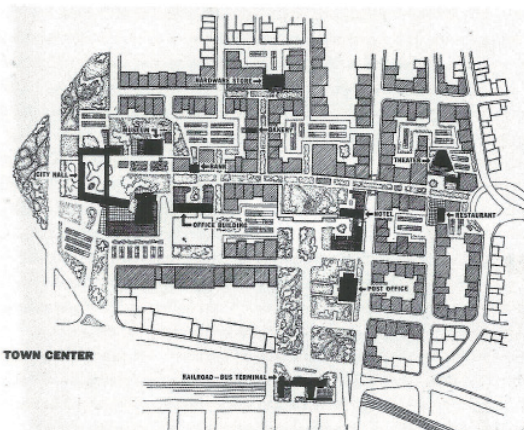 HARDWARE STORE
MUSEUM
BAKERY
BANK
THEATER
CITY HALL
HOTEL
RESTAURANT
OFFICE BUILDING
POST OFFICE
TOWN CENTER
RAILROAD—BUS TERMINAL